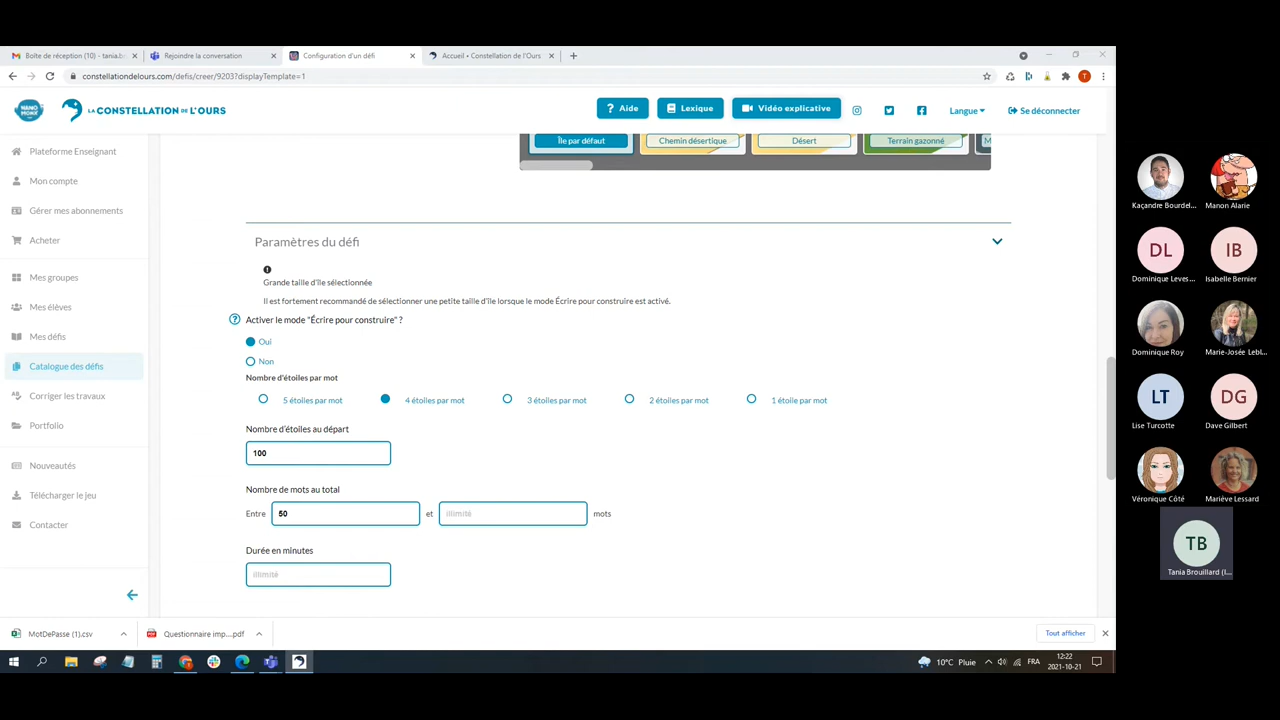 Boîte de réception (10) - tania.br
Rejoindre la conversation
Configuration d'un défi
Accueil • Constellation de l'Ours
constellationdelours.com/defis/creer/9203?displayTemplate=1
T
NANO MONK
LA CONSTELLATION DE L'OURS
Aide
Lexique
Vidéo explicative
Langue
Se déconnecter
Plateforme Enseignant
Mon compte
Gérer mes abonnements
Acheter
Mes groupes
Mes élèves
Mes défis
Catalogue des défis
Corriger les travaux
Portfolio
Nouveautés
Télécharger le jeu
Contacter
Île par défaut
Chemin désertique
Désert
Terrain gazonné
M
Paramètres du défi
Grande taille d'île sélectionnée
Il est fortement recommandé de sélectionner une petite taille d'île lorsque le mode Écrire pour construire est activé.
Activer le mode "Écrire pour construire" ?
Oui
Non
Nombre d'étoiles par mot
5 étoiles par mot
4 étoiles par mot
3 étoiles par mot
2 étoiles par mot
1 étoile par mot
Nombre d'étoiles au départ
100
Nombre de mots au total
Entre 50 et illimité mots
Durée en minutes
illimité
MotDePasse (1).csv
Questionnaire imp....pdf
Tout afficher
10°C Pluie
FRA
12:22
2021-10-21
Kaçandre Bourdel...
Manon Alarie
DL
Dominique Leves...
IB
Isabelle Bernier
Dominique Roy
Marie-Josée Lebl...
LT
Lise Turcotte
DG
Dave Gilbert
Véronique Côté
Mariéve Lessard
TB
Tania Brouillard (I...